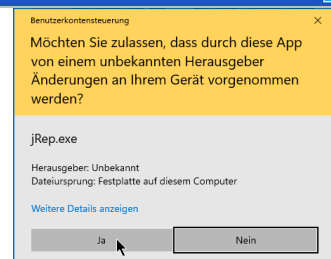 Benutzerkontensteuerung
Möchten Sie zulassen, dass durch diese App
von einem unbekannten Herausgeber
Änderungen an Ihrem Gerät vorgenommen
werden?
jRep.exe
Herausgeber: Unbekannt
Dateiursprung: Festplatte auf diesem Computer
Weitere Details anzeigen
Ja
Nein